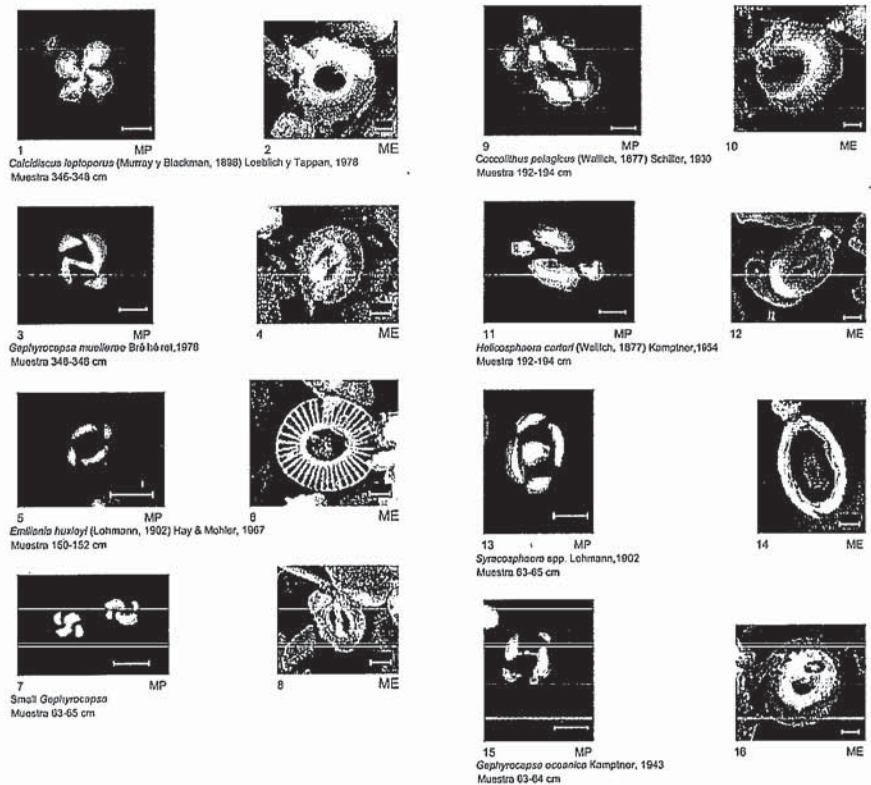 1 MP 2 ME
Calcidiscus leptoporus (Murray y Blackman, 1898) Loeblich y Tappan, 1978
Muestra 346-348 cm
3 MP 4 ME
Gephyrocapsa muellerae Bréhéret, 1978
Muestra 346-348 cm
5 MP 6 ME
Emiliania huxleyi (Lohmann, 1902) Hay & Mohler, 1967
Muestra 150-152 cm
7 MP 8 ME
Small Gephyrocapsa
Muestra 63-65 cm
9 MP 10 ME
Coccolithus pelagicus (Wallich, 1877) Schiller, 1930
Muestra 192-194 cm
11 MP 12 ME
Helicosphaera carteri (Wallich, 1877) Kamptner, 1954
Muestra 192-194 cm
13 MP 14 ME
Syracosphaera spp. Lohmann, 1902
Muestra 63-65 cm
15 MP 16 ME
Gephyrocapsa oceanica Kamptner, 1943
Muestra 63-64 cm